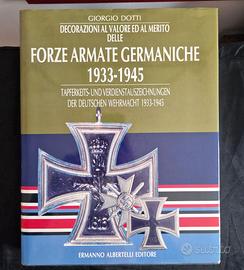 GIORGIO DOTTI
DECORAZIONI AL VALORE ED AL MERITO
DELLE
FORZE ARMATE GERMANICHE
1933-1945
TAPFERKEITS- UND VERDIENSTAUSZEICHNUNGEN
DER DEUTSCHEN WEHRMACHT 1933-1945
ERMANNO ALBERTELLI EDITORE
subito